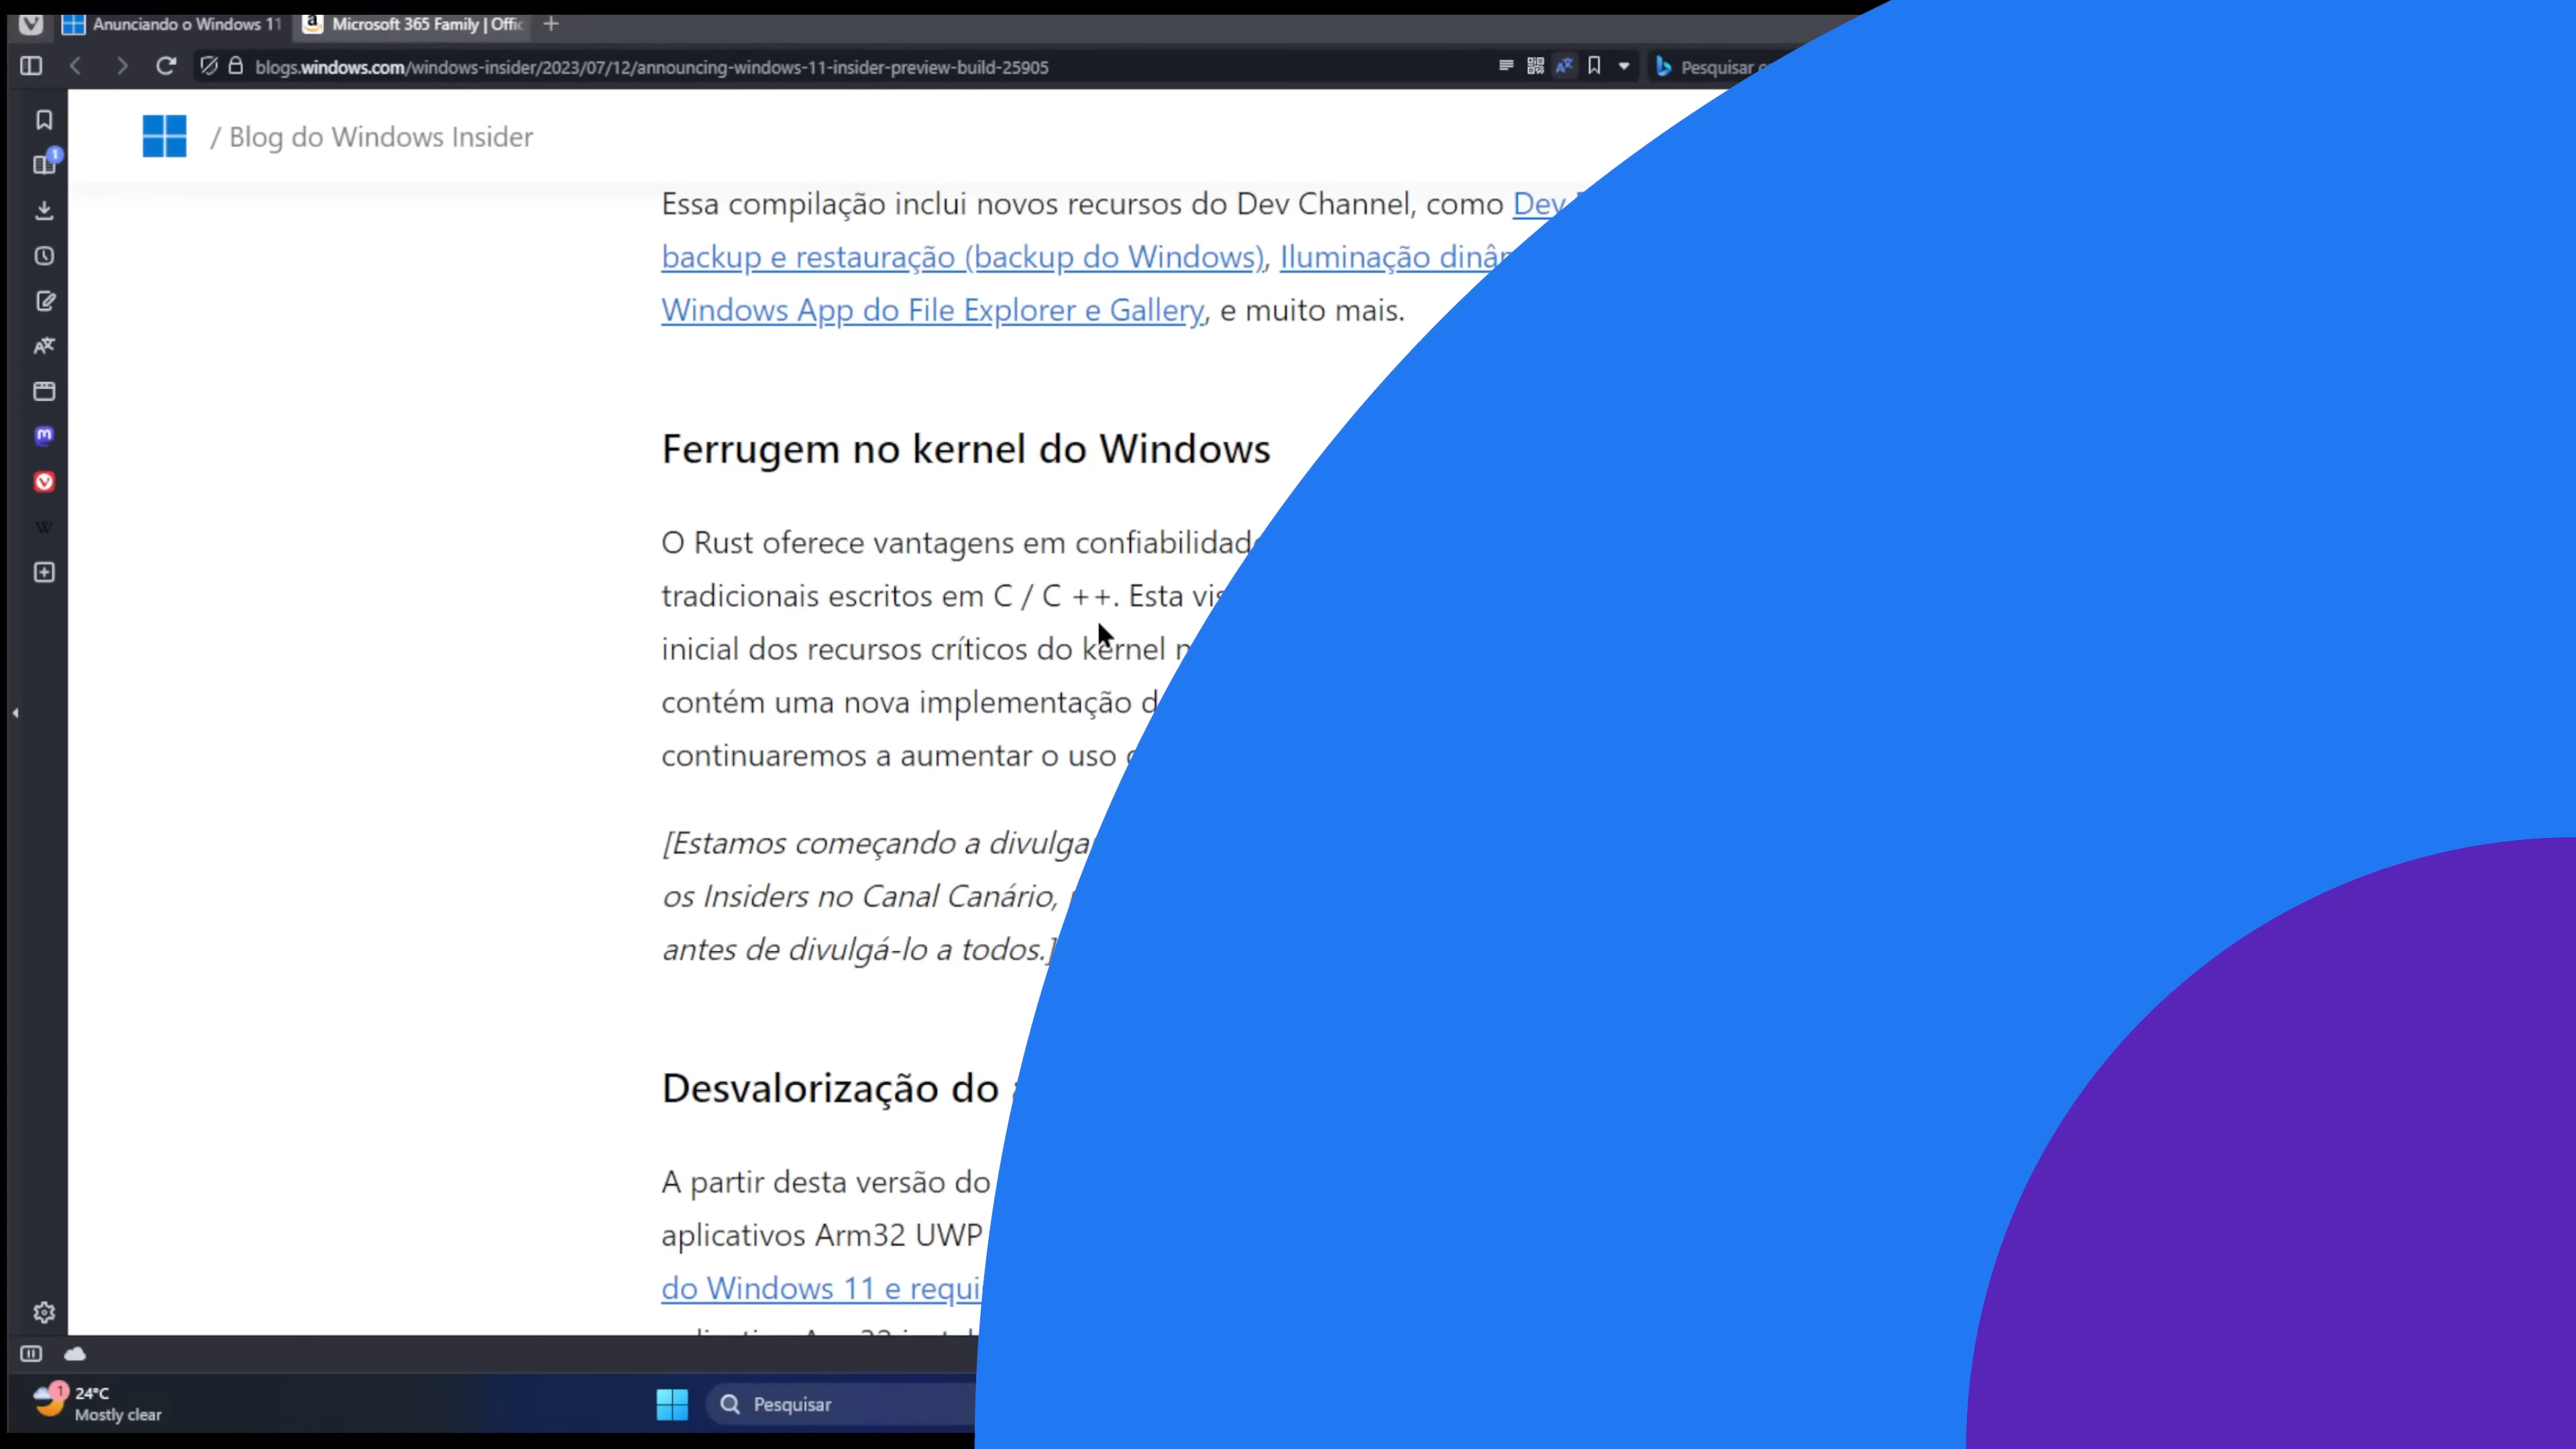 Anunciando o Windows 11
Microsoft 365 Family | Offic
blogs.windows.com/windows-insider/2023/07/12/announcing-windows-11-insider-preview-build-25905
Pesquisar
/ Blog do Windows Insider
1
Essa compilação inclui novos recursos do Dev Channel, como Dev
backup e restauração (backup do Windows), Iluminação dinâm
Windows App do File Explorer e Gallery, e muito mais.
Ferrugem no kernel do Windows
O Rust oferece vantagens em confiabilidade
tradicionais escritos em C / C ++. Esta vis
inicial dos recursos críticos do kernel n
contém uma nova implementação d
continuaremos a aumentar o uso
[Estamos começando a divulga
os Insiders no Canal Canário,
antes de divulgá-lo a todos.]
Desvalorização do
A partir desta versão do
aplicativos Arm32 UWP
do Windows 11 e requi
1
24°C
Mostly clear
Pesquisar